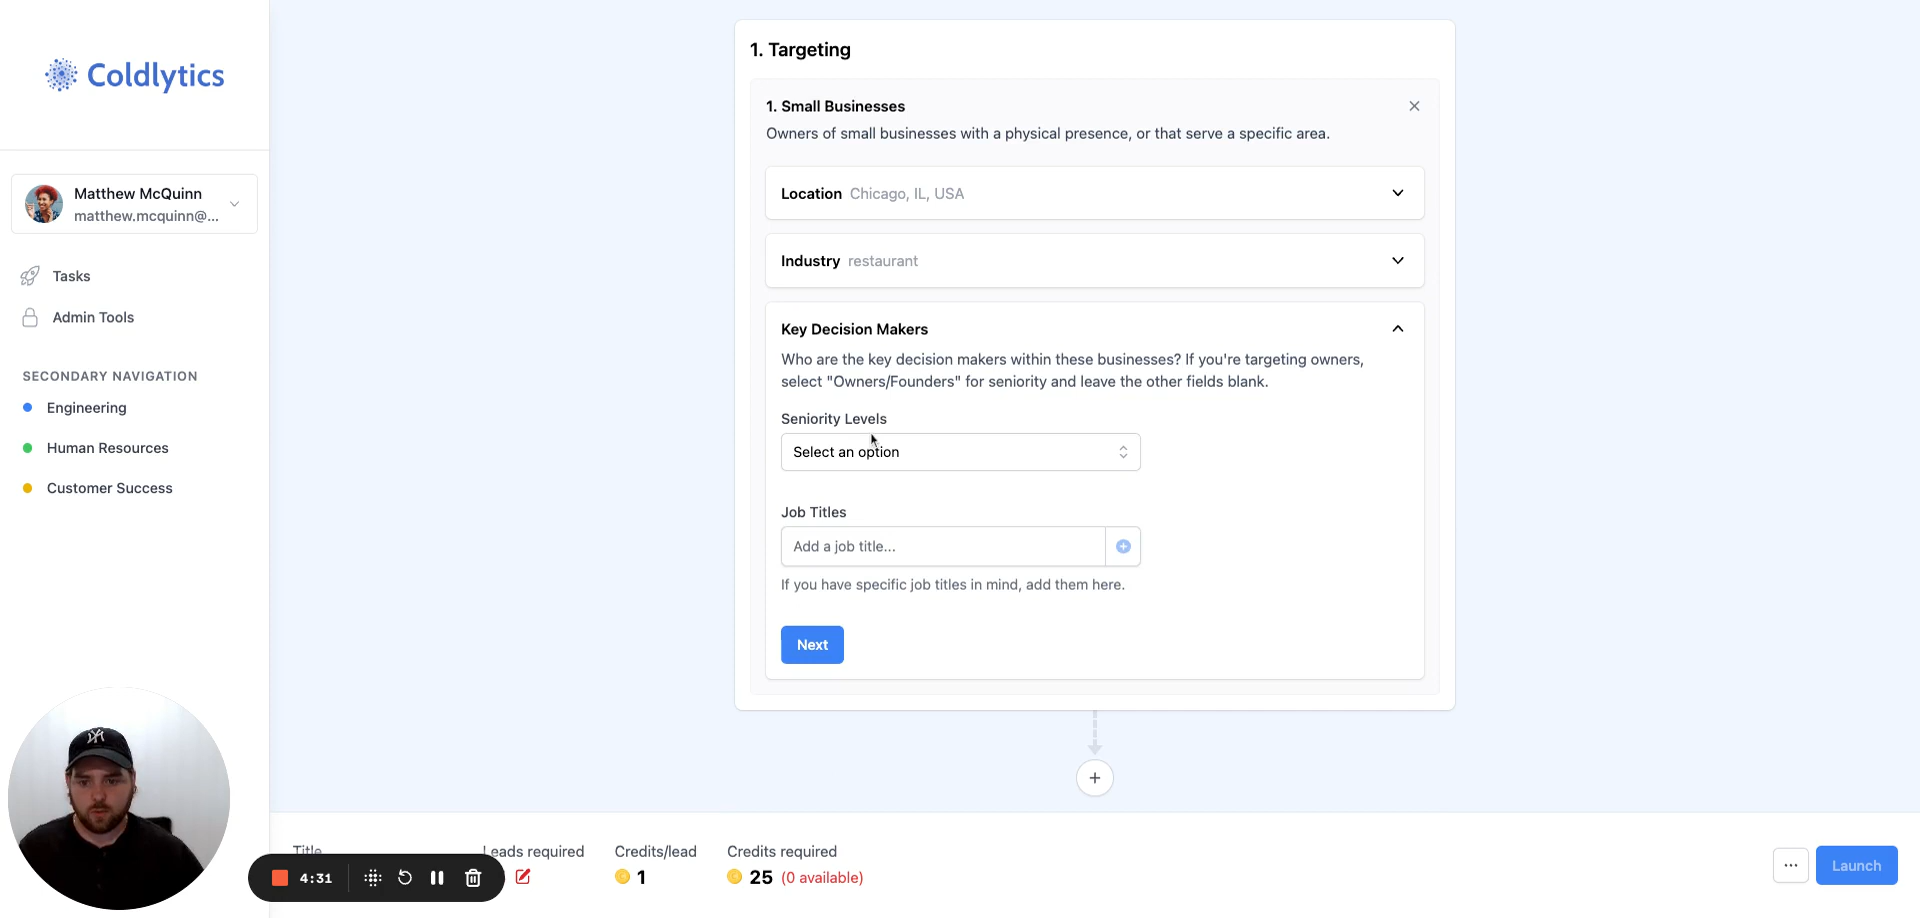 Coldlytics
Matthew McQuinn
matthew.mcquinn@...
Tasks
Admin Tools
SECONDARY NAVIGATION
Engineering
Human Resources
Customer Success
1. Targeting
1. Small Businesses
Owners of small businesses with a physical presence, or that serve a specific area.
Location Chicago, IL, USA
Industry restaurant
Key Decision Makers
Who are the key decision makers within these businesses? If you're targeting owners,
select "Owners/Founders" for seniority and leave the other fields blank.
Seniority Levels
Select an option
Job Titles
Add a job title...
If you have specific job titles in mind, add them here.
Next
Title Leads required Credits/lead Credits required
4:31 1 25 (0 available)
Launch